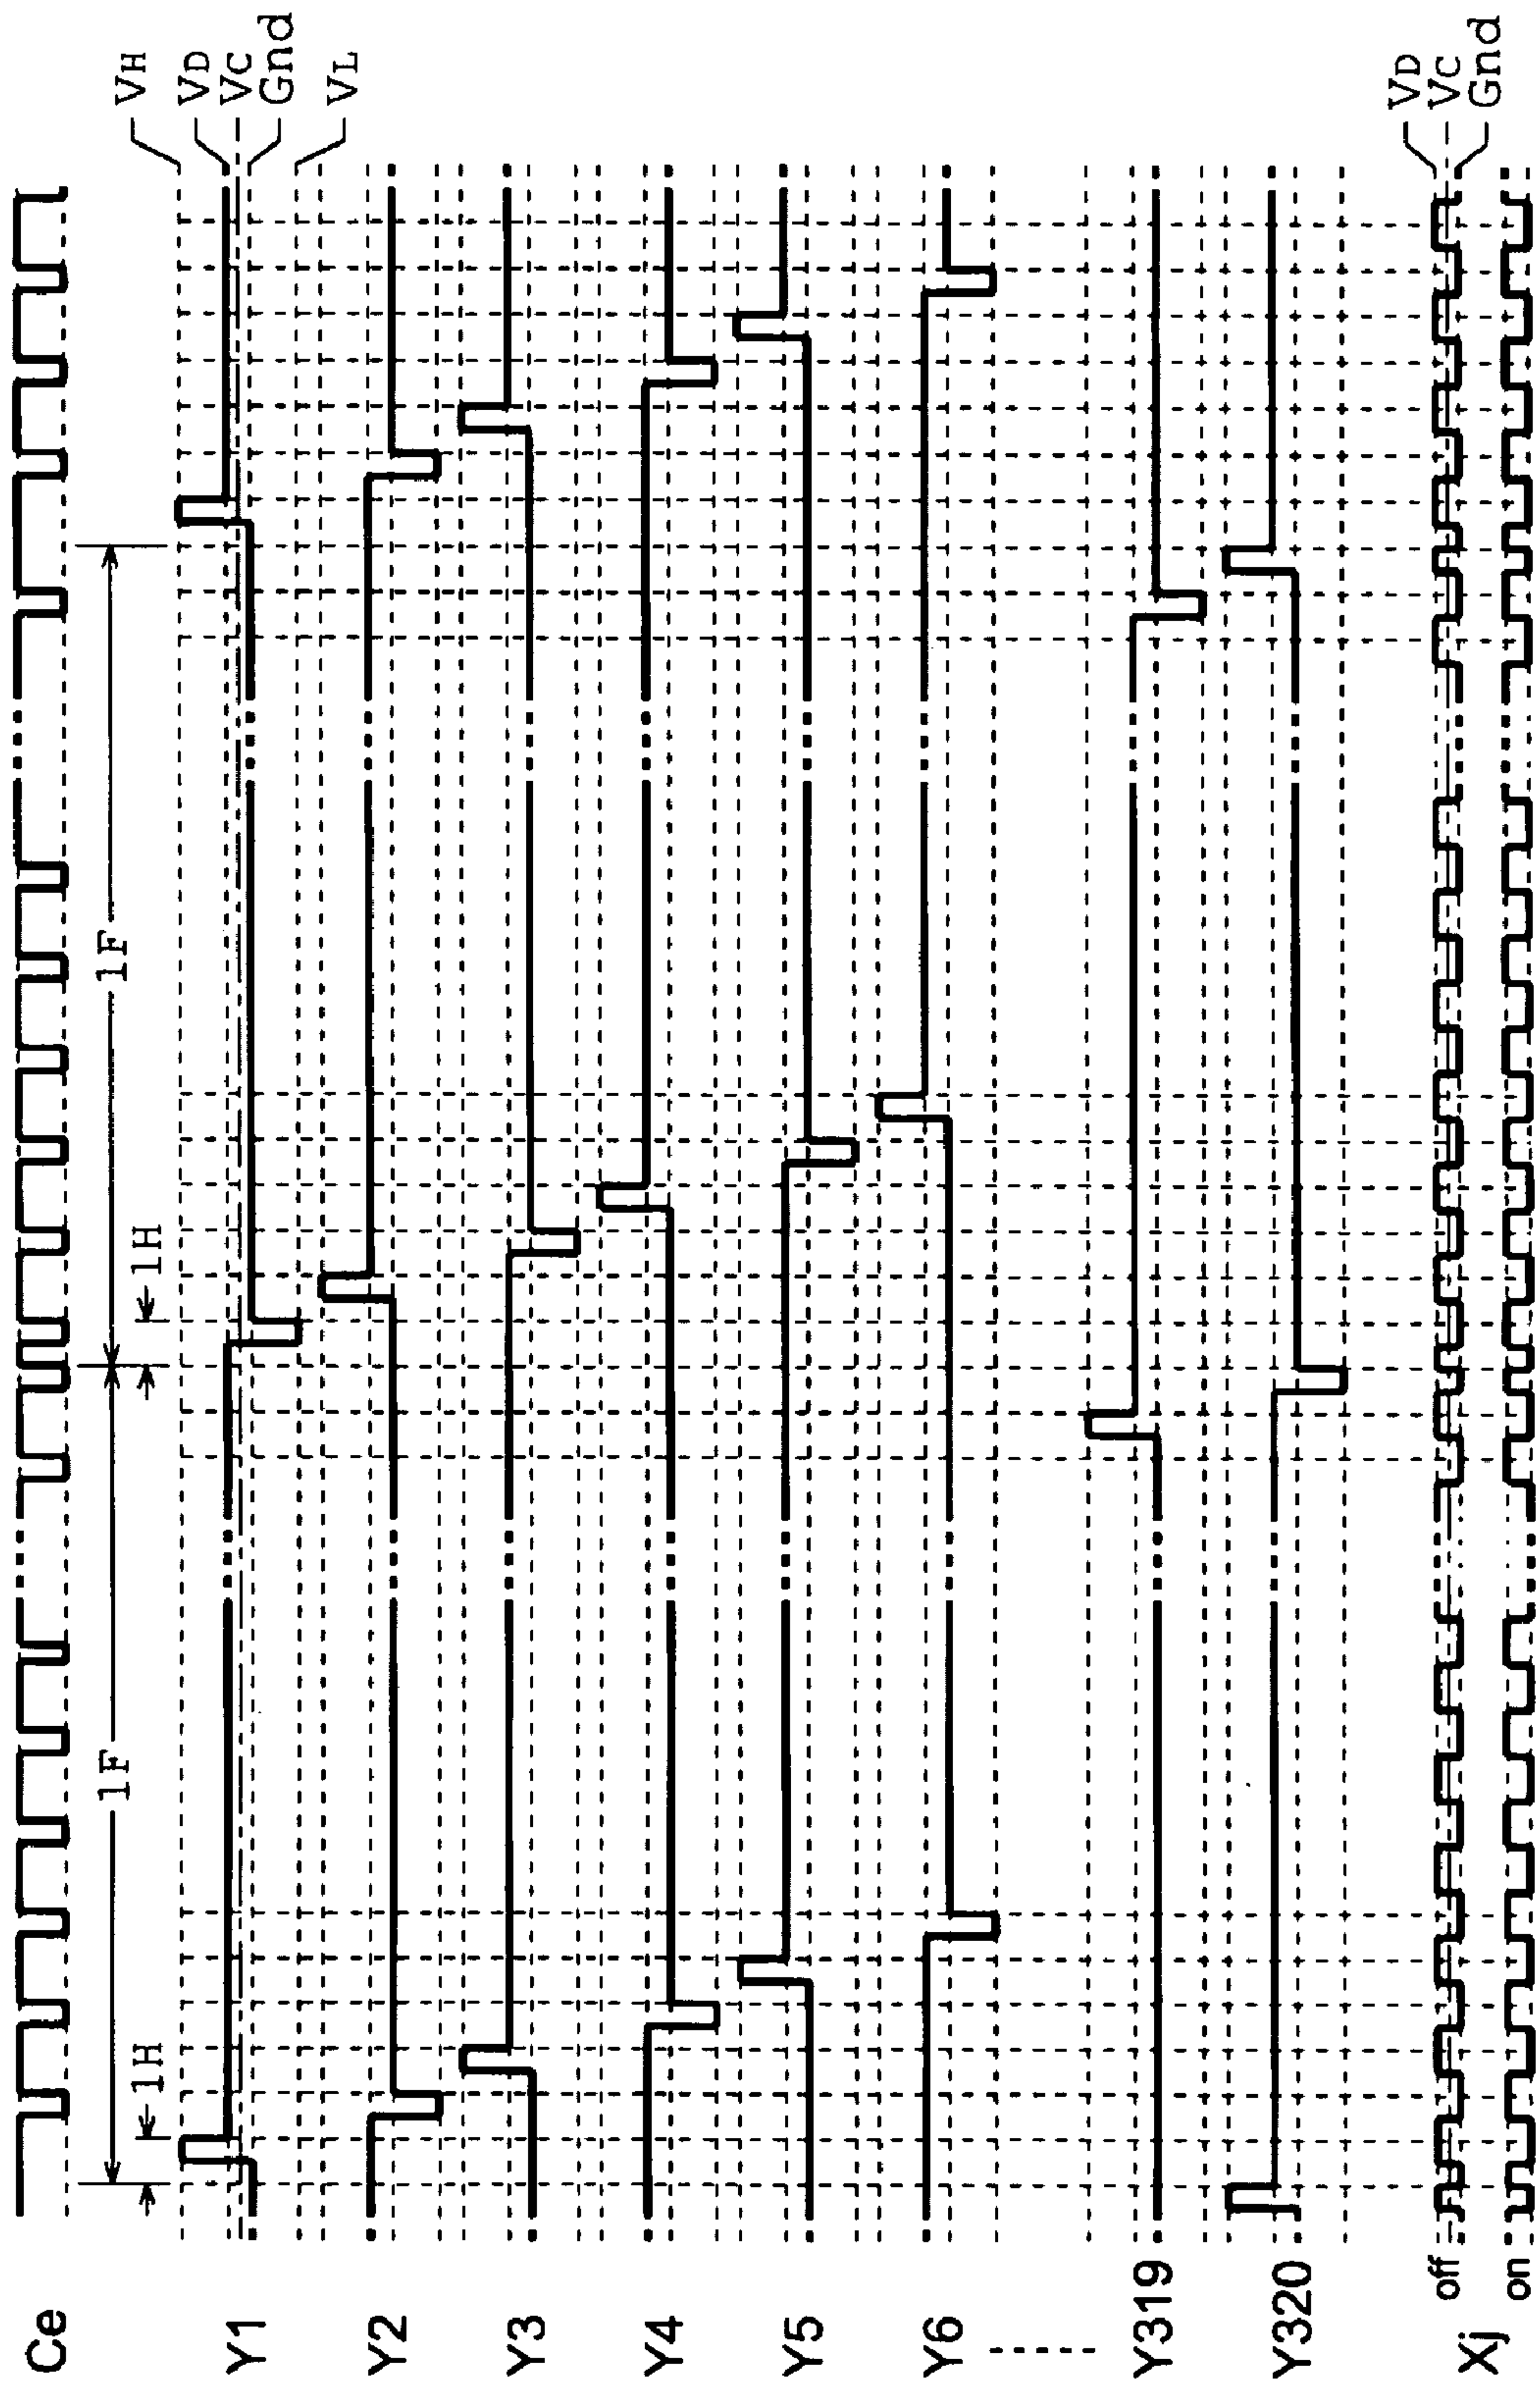 Ce
1F
1F
1H
1H
VH
VD
VC
Gnd
VL
Y1
Y2
Y3
Y4
Y5
Y6
Y319
Y320
Xj
off
on
VD
VC
Gnd